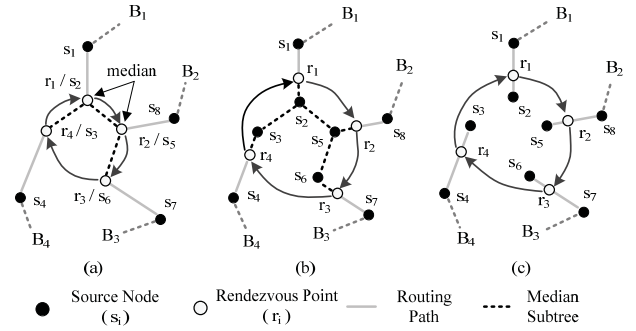 B1
B1
B1
s1
s1
s1
r1 / s2
median
B2
r1
B2
r1
B2
s8
s2
s3
s2
s8
r4 / s3
r2 / s5
s3
s5
r2
s8
s5
r2
r4
r4
s6
r3 / s6
s6
r3
s7
r3
s7
s4
s7
s4
s4
B4
B3
B4
B3
B4
B3
(a)
(b)
(c)
Source Node
(si)
Rendezvous Point
(ri)
Routing
Path
Median
Subtree